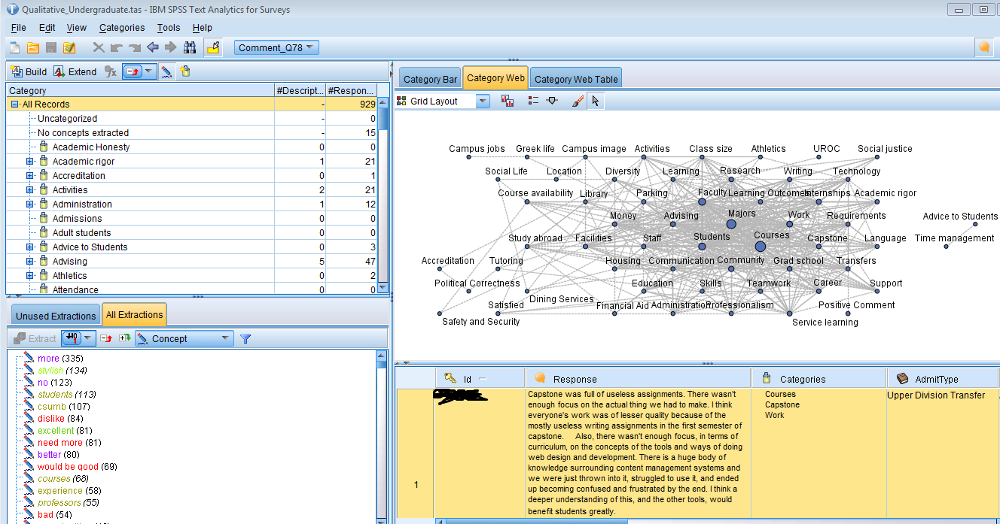 Qualitative_Undergraduate.tas - IBM SPSS Text Analytics for Surveys
File Edit View Categories Tools Help
Comment_Q78
Build Extend
Category #Descript... #Respon...
All Records - 929
Uncategorized - 0
No concepts extracted - 15
Academic Honesty 0 0
Academic rigor 1 21
Accreditation 0 1
Activities 2 21
Administration 1 12
Admissions 0 0
Adult students 0 0
Advice to Students 0 3
Advising 5 47
Athletics 0 2
Attendance 0 0
Unused Extractions All Extractions
Extract Concept
more (335)
stylish (134)
no (123)
students (113)
csumb (107)
dislike (84)
excellent (81)
need more (81)
better (80)
would be good (69)
courses (68)
experience (58)
professors (55)
bad (54)
Category Bar Category Web Category Web Table
Grid Layout
Campus jobs Greek life Campus image Activities Class size Athletics UROC Social justice
Social Life Location Diversity Learning Research Writing Technology
Course availability Library Parking Faculty Learning Outcomes Internships Academic rigor
Money Advising Majors Work Requirements Advice to Students
Study abroad Facilities Staff Students Courses Capstone Language Time management
Accreditation Tutoring Housing Communication Community Grad school Transfers
Political Correctness Education Skills Teamwork Career Support
Satisfied Dining Services Financial Aid Administration Professionalism Positive Comment
Safety and Security Service learning
Id Response Categories AdmitType
1
Capstone was full of useless assignments. There wasn't
enough focus on the actual thing we had to make. I think
everyone's work was of lesser quality because of the
mostly useless writing assignments in the first semester of
capstone. Also, there wasn't enough focus, in terms of
curriculum, on the concepts of the tools and ways of doing
web design and development. There is a huge body of
knowledge surrounding content management systems and
we were just thrown into it, struggled to use it, and ended
up becoming confused and frustrated by the end. I think a
deeper understanding of this, and the other tools, would
benefit students greatly.
Courses
Capstone
Work
Upper Division Transfer